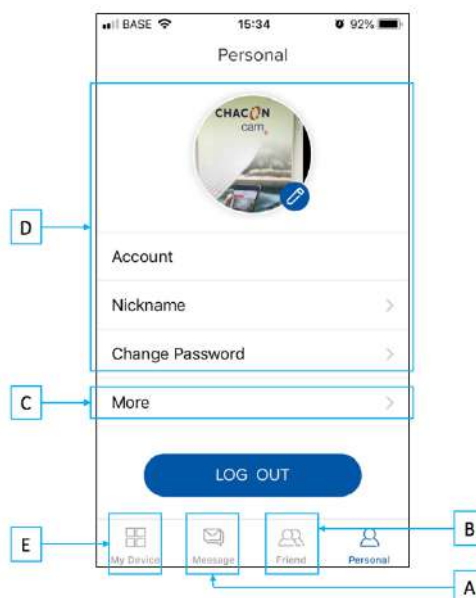 BASE 15:34 92%
Personal
CHACON
cam
D
Account
Nickname
Change Password
C
More
LOG OUT
B
E
My Device Message Friend Personal
A